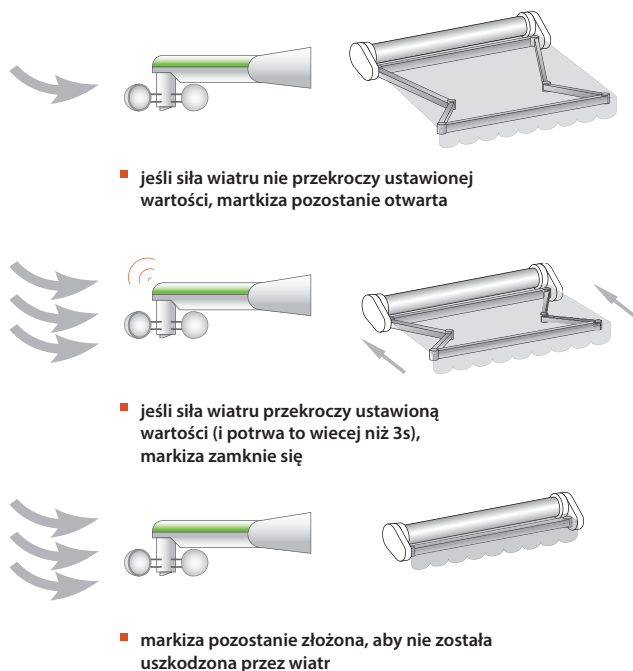 jeśli siła wiatru nie przekroczy ustawionej
wartości, martkiza pozostanie otwarta
jeśli siła wiatru przekroczy ustawioną
wartości (i potrwa to wiecej niż 3s),
markiza zamknie się
markiza pozostanie złożona, aby nie została
uszkodzona przez wiatr